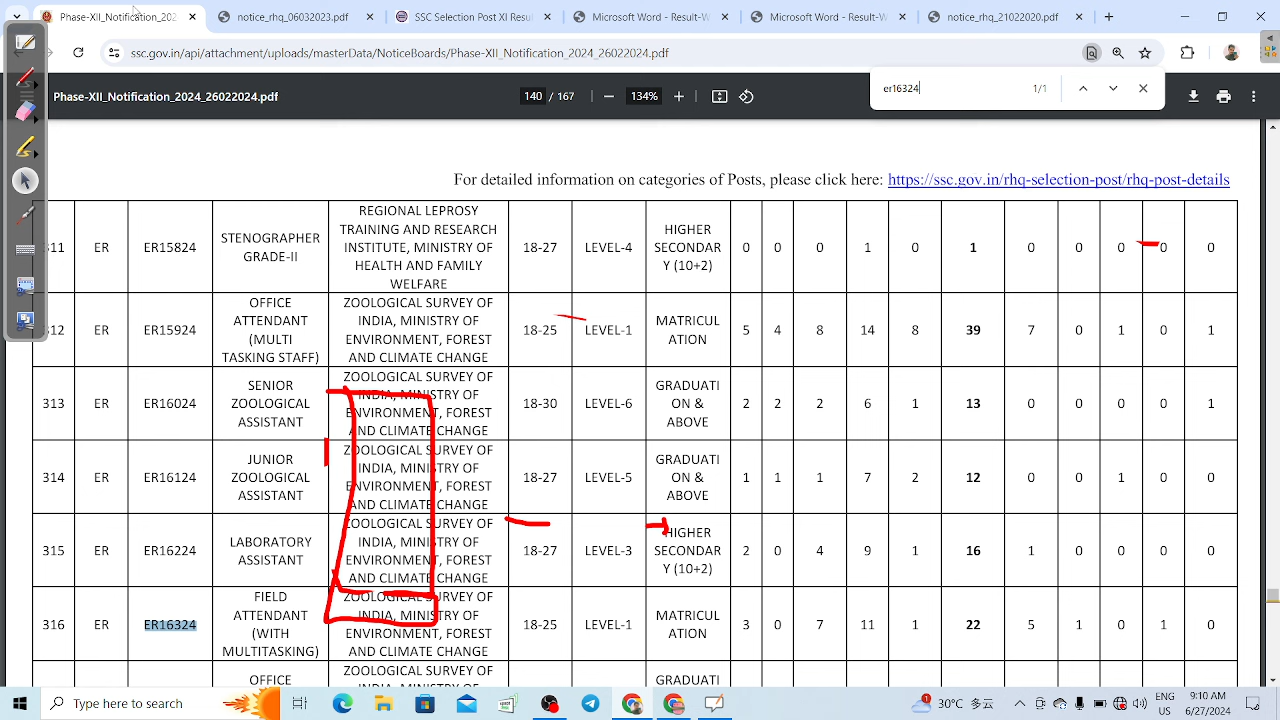 Phase-XII_Notification_202
notice_rhq_06032023.pdf
SSC Selection Post XI Resul
Microsoft Word - Result-
Microsoft Word - Result-
notice_rhq_21022020.pdf
ssc.gov.in/api/attachment/uploads/masterData/NoticeBoards/Phase-XII_Notification_2024_26022024.pdf
Phase-XII_Notification_2024_26022024.pdf
140 / 167
134%
er16324
1/1
For detailed information on categories of Posts, please click here: https://ssc.gov.in/rhq-selection-post/rhq-post-details
311 ER ER15824 STENOGRAPHER GRADE-II REGIONAL LEPROSY TRAINING AND RESEARCH INSTITUTE, MINISTRY OF HEALTH AND FAMILY WELFARE 18-27 LEVEL-4 HIGHER SECONDAR Y (10+2) 0 0 0 1 0 1 0 0 0 0 0
312 ER ER15924 OFFICE ATTENDANT (MULTI TASKING STAFF) ZOOLOGICAL SURVEY OF INDIA, MINISTRY OF ENVIRONMENT, FOREST AND CLIMATE CHANGE 18-25 LEVEL-1 MATRICUL ATION 5 4 8 14 8 39 7 0 1 0 1
313 ER ER16024 SENIOR ZOOLOGICAL ASSISTANT ZOOLOGICAL SURVEY OF INDIA, MINISTRY OF ENVIRONMENT, FOREST AND CLIMATE CHANGE 18-30 LEVEL-6 GRADUATI ON & ABOVE 2 2 2 6 1 13 0 0 0 0 1
314 ER ER16124 JUNIOR ZOOLOGICAL ASSISTANT ZOOLOGICAL SURVEY OF INDIA, MINISTRY OF ENVIRONMENT, FOREST AND CLIMATE CHANGE 18-27 LEVEL-5 GRADUATI ON & ABOVE 1 1 1 7 2 12 0 0 1 0 0
315 ER ER16224 LABORATORY ASSISTANT ZOOLOGICAL SURVEY OF INDIA, MINISTRY OF ENVIRONMENT, FOREST AND CLIMATE CHANGE 18-27 LEVEL-3 HIGHER SECONDAR Y (10+2) 2 0 4 9 1 16 1 0 0 0 0
316 ER ER16324 FIELD ATTENDANT (WITH MULTITASKING) ZOOLOGICAL SURVEY OF INDIA, MINISTRY OF ENVIRONMENT, FOREST AND CLIMATE CHANGE 18-25 LEVEL-1 MATRICUL ATION 3 0 7 11 1 22 5 1 0 1 0
OFFICE ZOOLOGICAL SURVEY OF INDIA, MINISTRY OF GRADUATI
Type here to search
1
30°C 多云
ENG
US
9:10 AM
6/27/2024